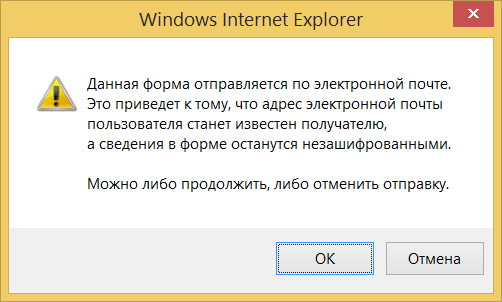 Windows Internet Explorer
Данная форма отправляется по электронной почте.
Это приведет к тому, что адрес электронной почты
пользователя станет известен получателю,
а сведения в форме останутся незашифрованными.
Можно либо продолжить, либо отменить отправку.
OK
Отмена